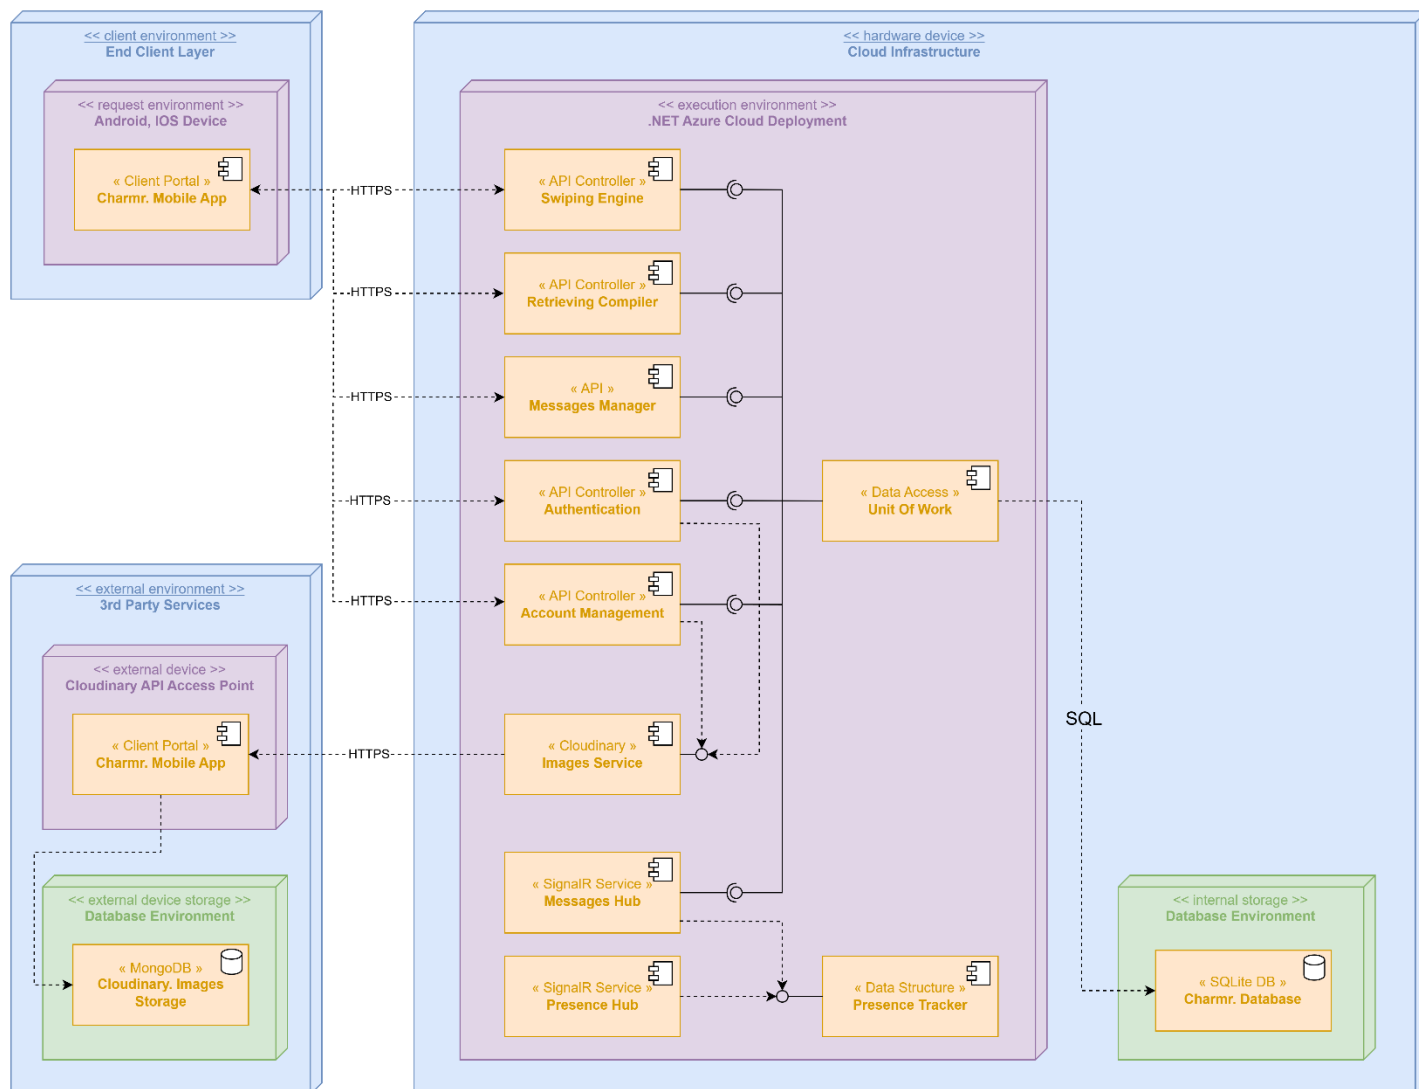 << client environment >>
End Client Layer
<< request environment >>
Android, IOS Device
« Client Portal »
Charmr. Mobile App
<< hardware device >>
Cloud Infrastructure
<< execution environment >>
.NET Azure Cloud Deployment
HTTPS
« API Controller »
Swiping Engine
HTTPS
« API Controller »
Retrieving Compiler
HTTPS
« API »
Messages Manager
HTTPS
« API Controller »
Authentication
« Data Access »
Unit Of Work
HTTPS
« API Controller »
Account Management
SQL
<< external environment >>
3rd Party Services
<< external device >>
Cloudinary API Access Point
« Client Portal »
Charmr. Mobile App
HTTPS
« Cloudinary »
Images Service
<< external device storage >>
Database Environment
« MongoDB »
Cloudinary. Images
Storage
« SignalR Service »
Messages Hub
« SignalR Service »
Presence Hub
« Data Structure »
Presence Tracker
<< internal storage >>
Database Environment
« SQLite DB »
Charmr. Database